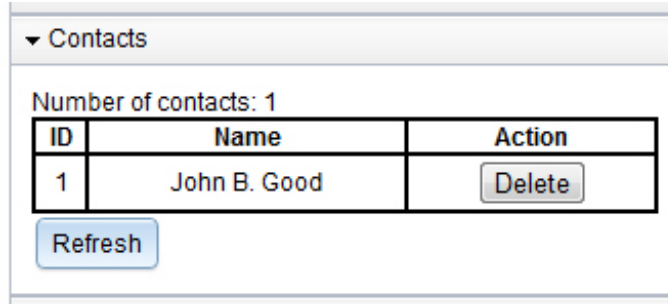 Contacts
Number of contacts: 1
ID Name Action
1 John B. Good Delete
Refresh